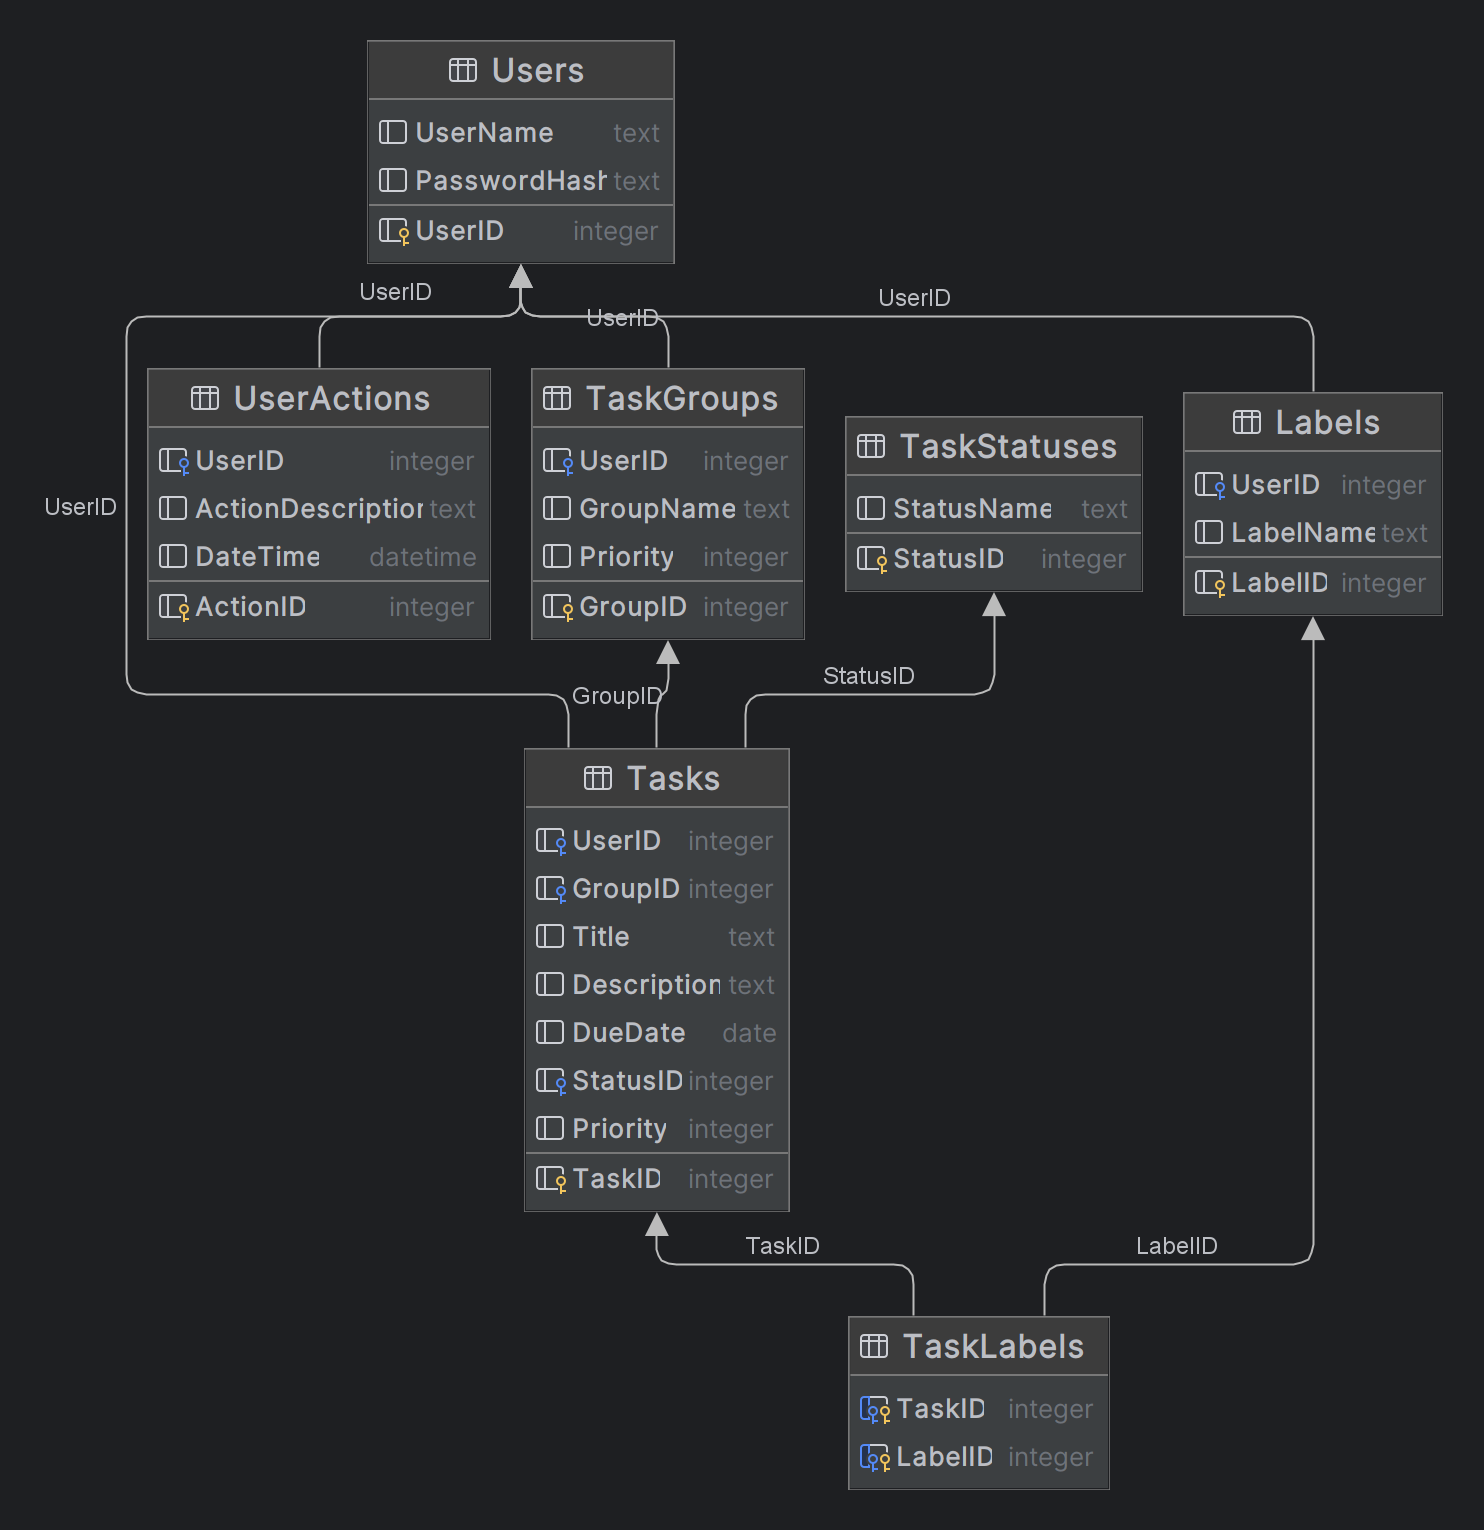 Users
UserName text
PasswordHash text
UserID integer
UserID
UserID
UserID
UserID
UserActions
UserID integer
ActionDescription text
DateTime datetime
ActionID integer
TaskGroups
UserID integer
GroupName text
Priority integer
GroupID integer
TaskStatuses
StatusName text
StatusID integer
Labels
UserID integer
LabelName text
LabelID integer
GroupID
StatusID
Tasks
UserID integer
GroupID integer
Title text
Description text
DueDate date
StatusID integer
Priority integer
TaskID integer
TaskID
LabelID
TaskLabels
TaskID integer
LabelID integer